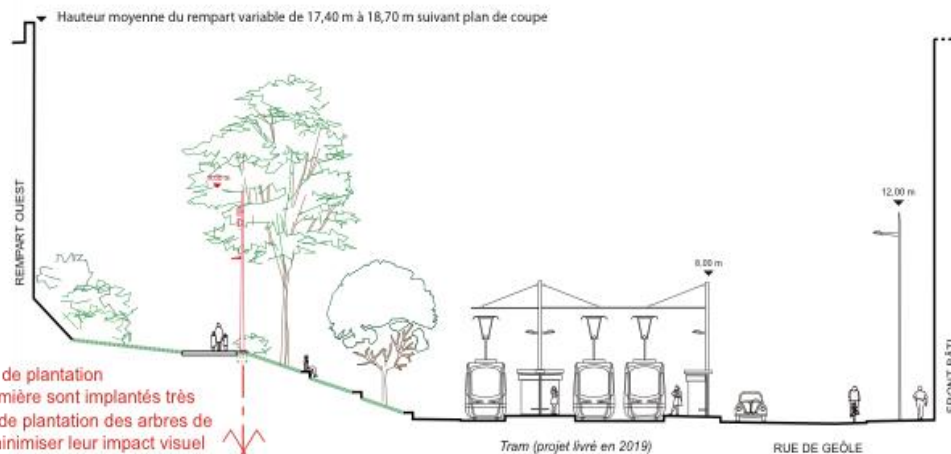 Hauteur moyenne du rempart variable de 17,40 m à 18,70 m suivant plan de coupe
REMPART OUEST
12,00 m
8,00 m
de plantation
mière sont implantés très
de plantation des arbres de
inimiser leur impact visuel
Tram (projet livré en 2019)
RUE DE GEÔLE